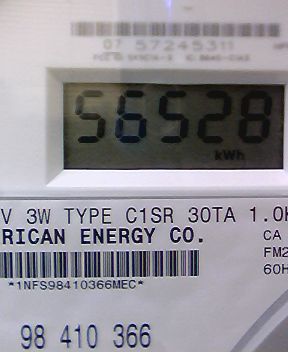 07 57245311
56528
kWh
V 3W TYPE C1SR 30TA 1.0
RICAN ENERGY CO.
CA
FM2
60H
*1NFS98410366MEC*
98 410 366